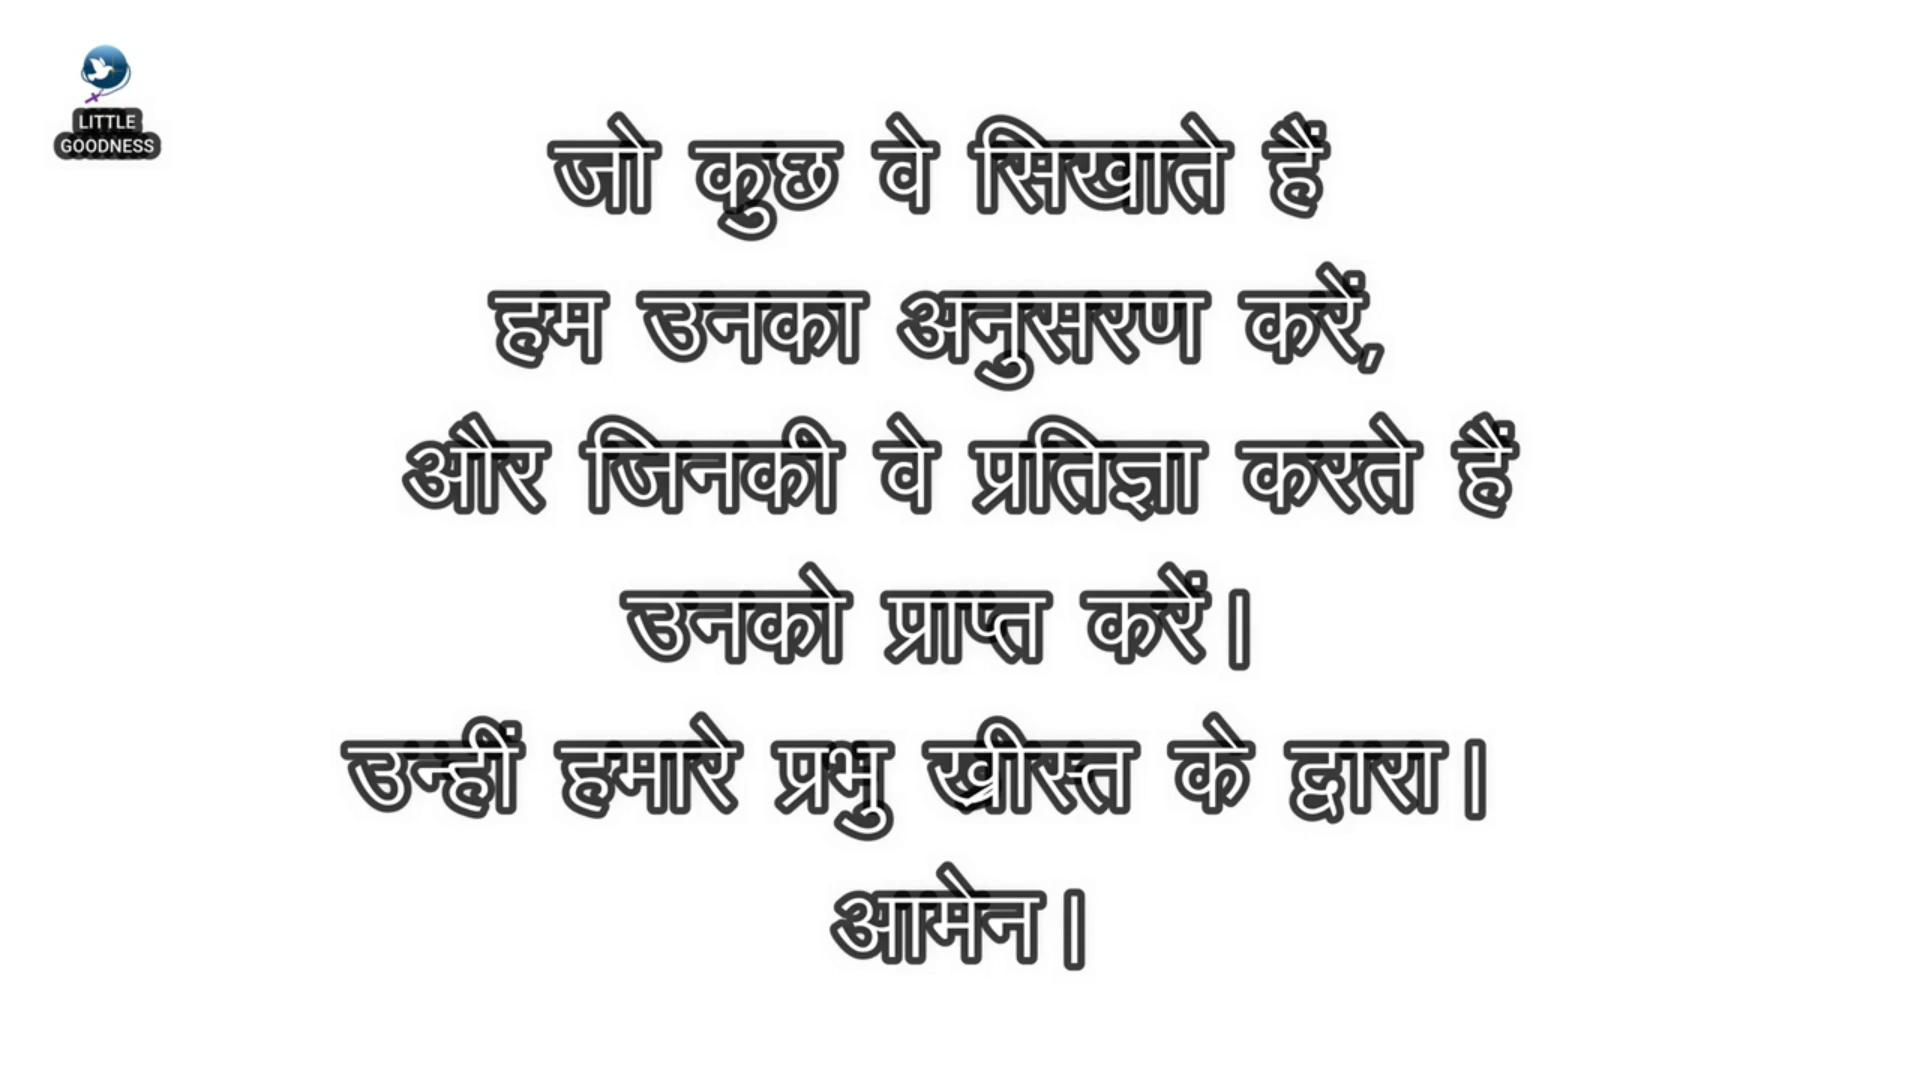 LITTLE
GOODNESS
जो कुछ वे सिखाते हैं
हम उनका अनुसरण करें,
और जिनकी वे प्रतिज्ञा करते हैं
उनको प्राप्त करें।
उन्हीं हमारे प्रभु ख्रीस्त के द्वारा।
आमेन।